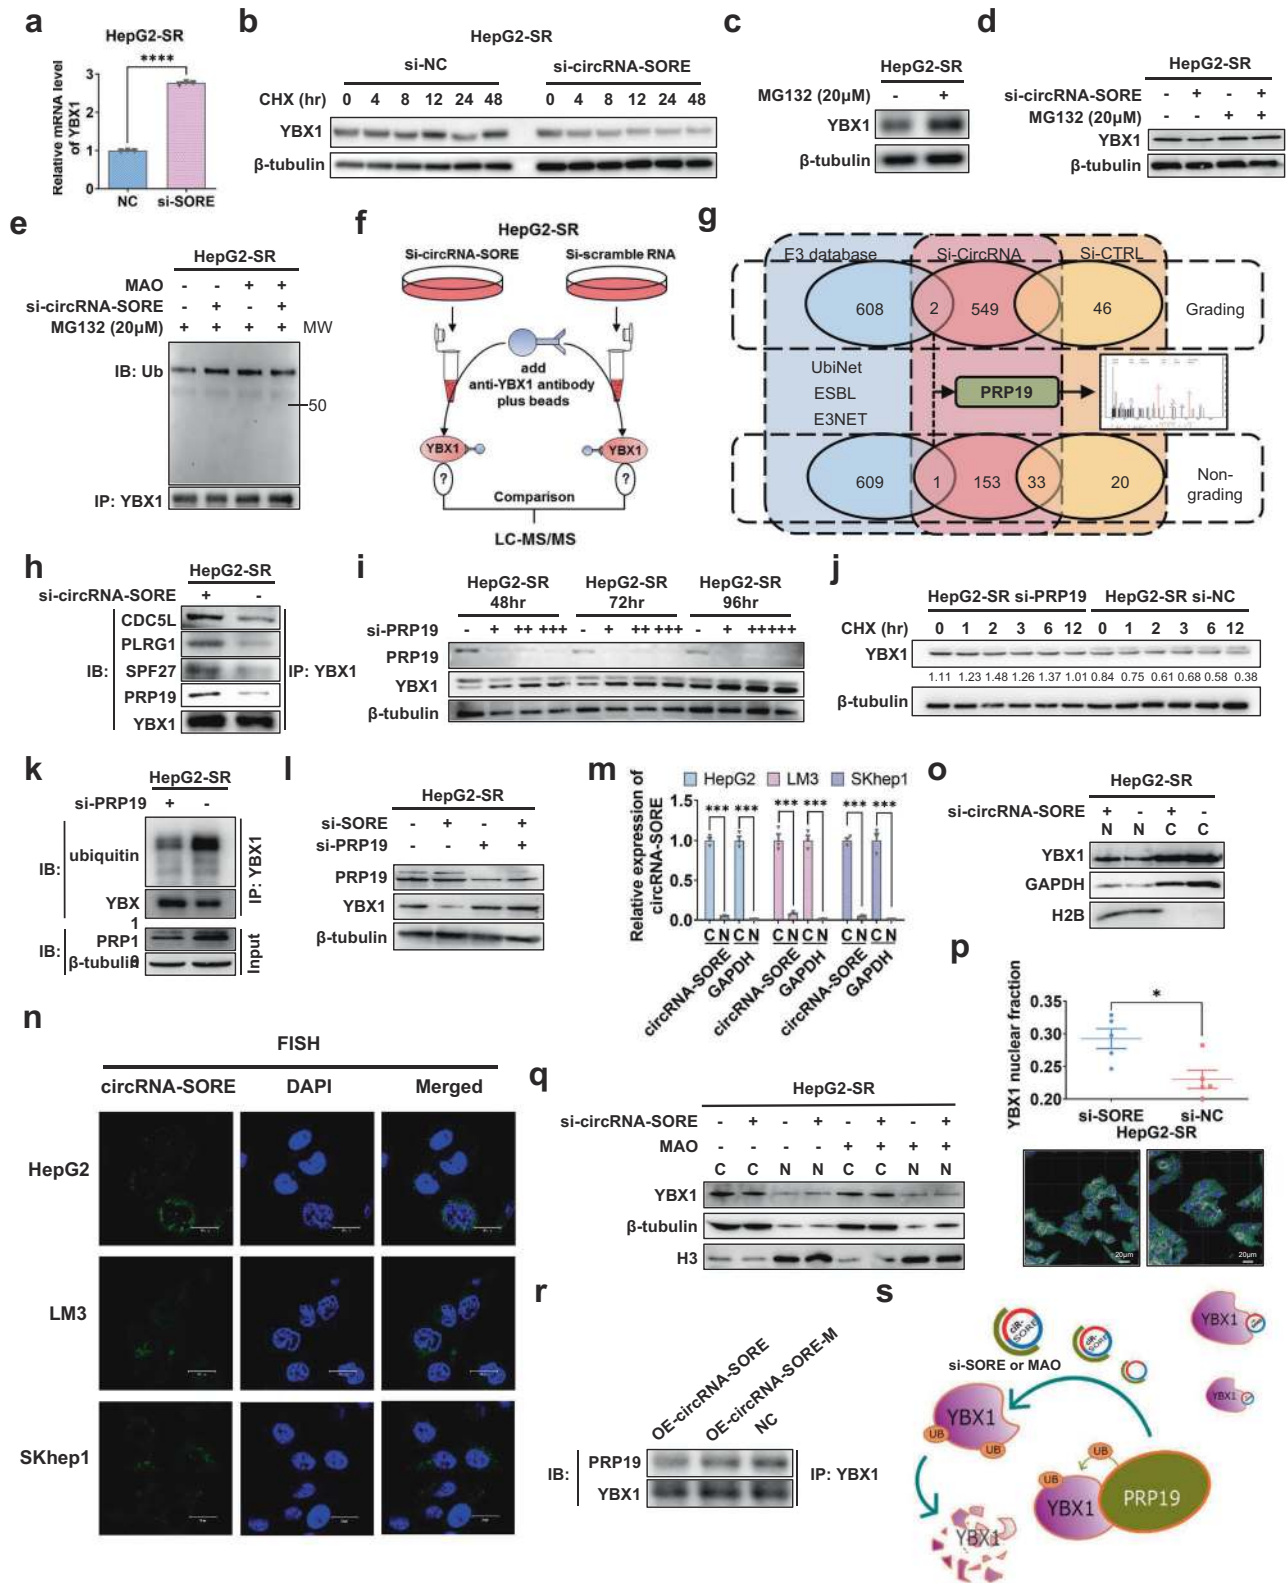 a
HepG2-SR
****
Relative mRNA level
of YBX1
3
2
1
0
NC si-SORE
b
HepG2-SR
si-NC si-circRNA-SORE
CHX (hr) 0 4 8 12 24 48 0 4 8 12 24 48
YBX1
β-tubulin
c
HepG2-SR
MG132 (20μM) - +
YBX1
β-tubulin
d
HepG2-SR
si-circRNA-SORE - + - +
MG132 (20μM) - - + +
YBX1
β-tubulin
e
HepG2-SR
MAO - - + +
si-circRNA-SORE - + - +
MG132 (20μM) + + + + MW
IB: Ub
50
IP: YBX1
f
HepG2-SR
Si-circRNA-SORE Si-scramble RNA
add
anti-YBX1 antibody
plus beads
YBX1 YBX1
? ?
Comparison
LC-MS/MS
g
E3 database Si-CircRNA Si-CTRL
608 2 549 46 Grading
UbiNet
ESBL
E3NET
PRP19
609 1 153 33 20 Non-
grading
h
HepG2-SR
si-circRNA-SORE + -
CDC5L
PLRG1
IB: SPF27 IP: YBX1
PRP19
YBX1
i
HepG2-SR HepG2-SR HepG2-SR
48hr 72hr 96hr
si-PRP19 - + ++ +++ - + ++ +++ - + +++++
PRP19
YBX1
β-tubulin
j
HepG2-SR si-PRP19 HepG2-SR si-NC
CHX (hr) 0 1 2 3 6 12 0 1 2 3 6 12
YBX1
1.11 1.23 1.48 1.26 1.37 1.01 0.84 0.75 0.61 0.68 0.58 0.38
β-tubulin
k
HepG2-SR
si-PRP19 + -
IB: ubiquitin
YBX
1
IP: YBX1
IB: PRP1
9
β-tubulin
Input
l
HepG2-SR
si-SORE - + - +
si-PRP19 - - + +
PRP19
YBX1
β-tubulin
m
HepG2 LM3 SKhep1
Relative expression of
circRNA-SORE
*** *** *** *** *** ***
1.5
1.0
0.5
0.0
C N C N C N C N C N C N
circRNA-SORE GAPDH circRNA-SORE GAPDH circRNA-SORE GAPDH
o
HepG2-SR
si-circRNA-SORE + - + -
N N C C
YBX1
GAPDH
H2B
n
FISH
circRNA-SORE DAPI Merged
HepG2
LM3
SKhep1
p
YBX1 nuclear fraction
*
0.35
0.30
0.25
0.20
si-SORE si-NC
HepG2-SR
20μm 20μm
q
HepG2-SR
si-circRNA-SORE - + - + - + - +
MAO - - - - + + + +
C C N N C C N N
YBX1
β-tubulin
H3
r
OE-circRNA-SORE OE-circRNA-SORE-M NC
IB: PRP19
YBX1
IP: YBX1
s
ciR-
SORE
ciR-
SORE
si-SORE or MAO
YBX1
YBX1
YBX1
UB
UB
UB
UB
YBX1
PRP19
YBX1